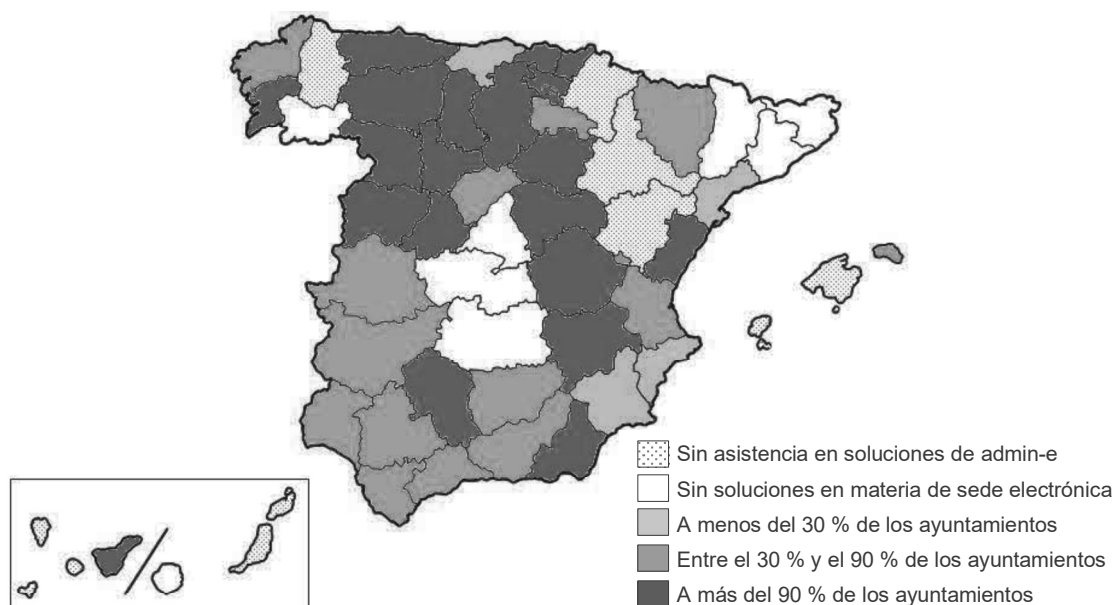 Sin asistencia en soluciones de admin-e
Sin soluciones en materia de sede electrónica
A menos del 30 % de los ayuntamientos
Entre el 30 % y el 90 % de los ayuntamientos
A más del 90 % de los ayuntamientos